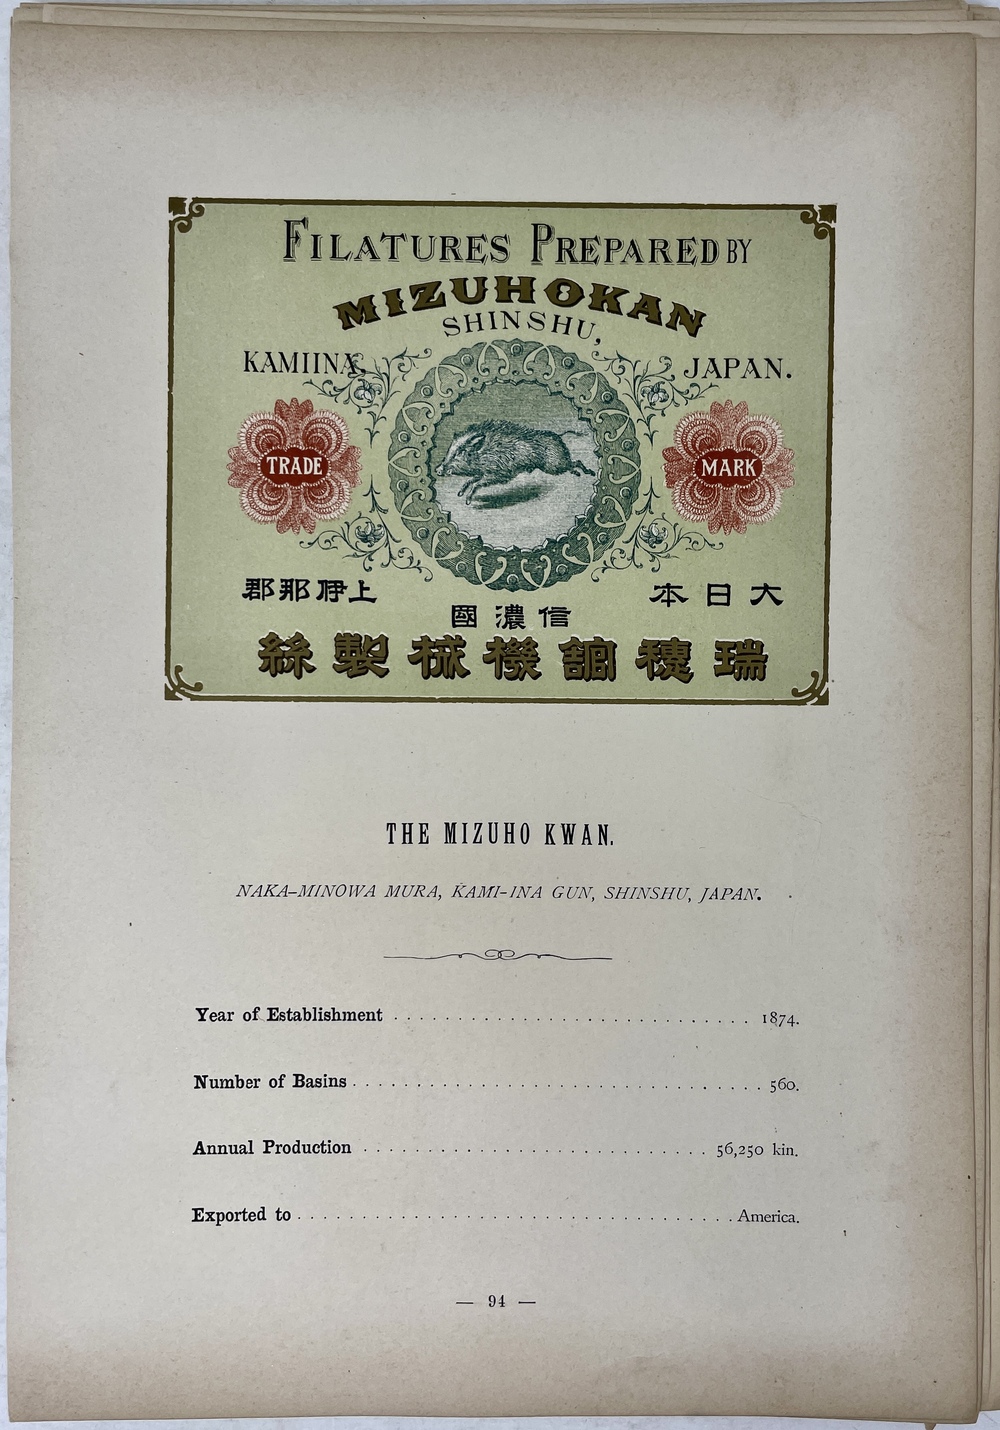 FILATURES PREPARED BY
MIZUHOKAN
SHINSHU,
KAMIINA, JAPAN.
TRADE MARK
大日本
上伊那郡
信濃國
瑞穗館機械製絲
THE MIZUHO KWAN.
NAKA-MINOWA MURA, KAMI-INA GUN, SHINSHU, JAPAN.
Year of Establishment . . . . . . . . . . . . . . . . . . . . . . . . . . . . 1874.
Number of Basins . . . . . . . . . . . . . . . . . . . . . . . . . . . . . . . . 560.
Annual Production . . . . . . . . . . . . . . . . . . . . . . . . . . . 56,250 kin.
Exported to . . . . . . . . . . . . . . . . . . . . . . . . . . . . . . . . . . America.
— 94 —